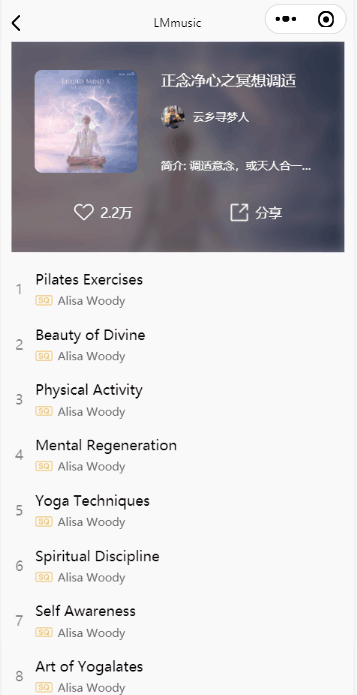 LMmusic
正念净心之冥想调适
云乡寻梦人
简介: 调适意念，或天人合一...
2.2万
分享
1
Pilates Exercises
SQ Alisa Woody
2
Beauty of Divine
SQ Alisa Woody
3
Physical Activity
SQ Alisa Woody
4
Mental Regeneration
SQ Alisa Woody
5
Yoga Techniques
SQ Alisa Woody
6
Spiritual Discipline
SQ Alisa Woody
7
Self Awareness
SQ Alisa Woody
8
Art of Yogalates
SQ Alisa Woody